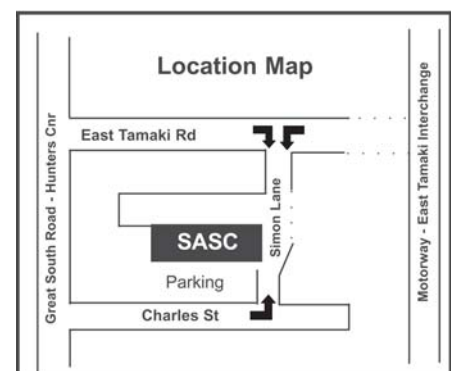 Location Map
East Tamaki Rd
Great South Road - Hunters Cnr
Simon Lane
Motorway - East Tamaki Interchange
SASC
Parking
Charles St